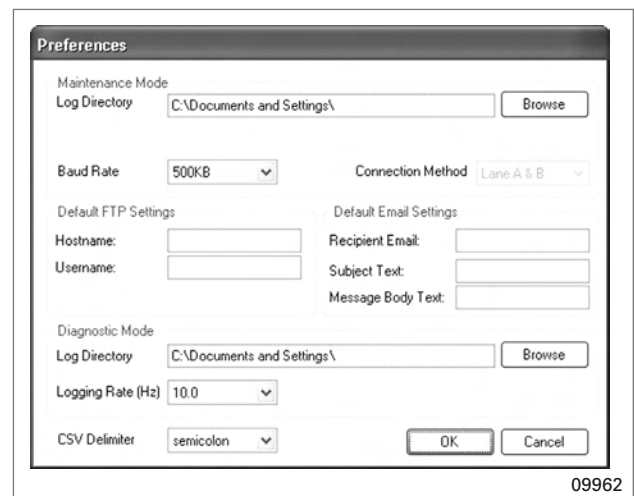 Preferences
Maintenance Mode
Log Directory C:\Documents and Settings\ Browse
Baud Rate 500KB Connection Method Lane A & B
Default FTP Settings Default Email Settings
Hostname: Recipient Email:
Username: Subject Text:
Message Body Text:
Diagnostic Mode
Log Directory C:\Documents and Settings\ Browse
Logging Rate (Hz) 10.0
CSV Delimiter semicolon OK Cancel
09962